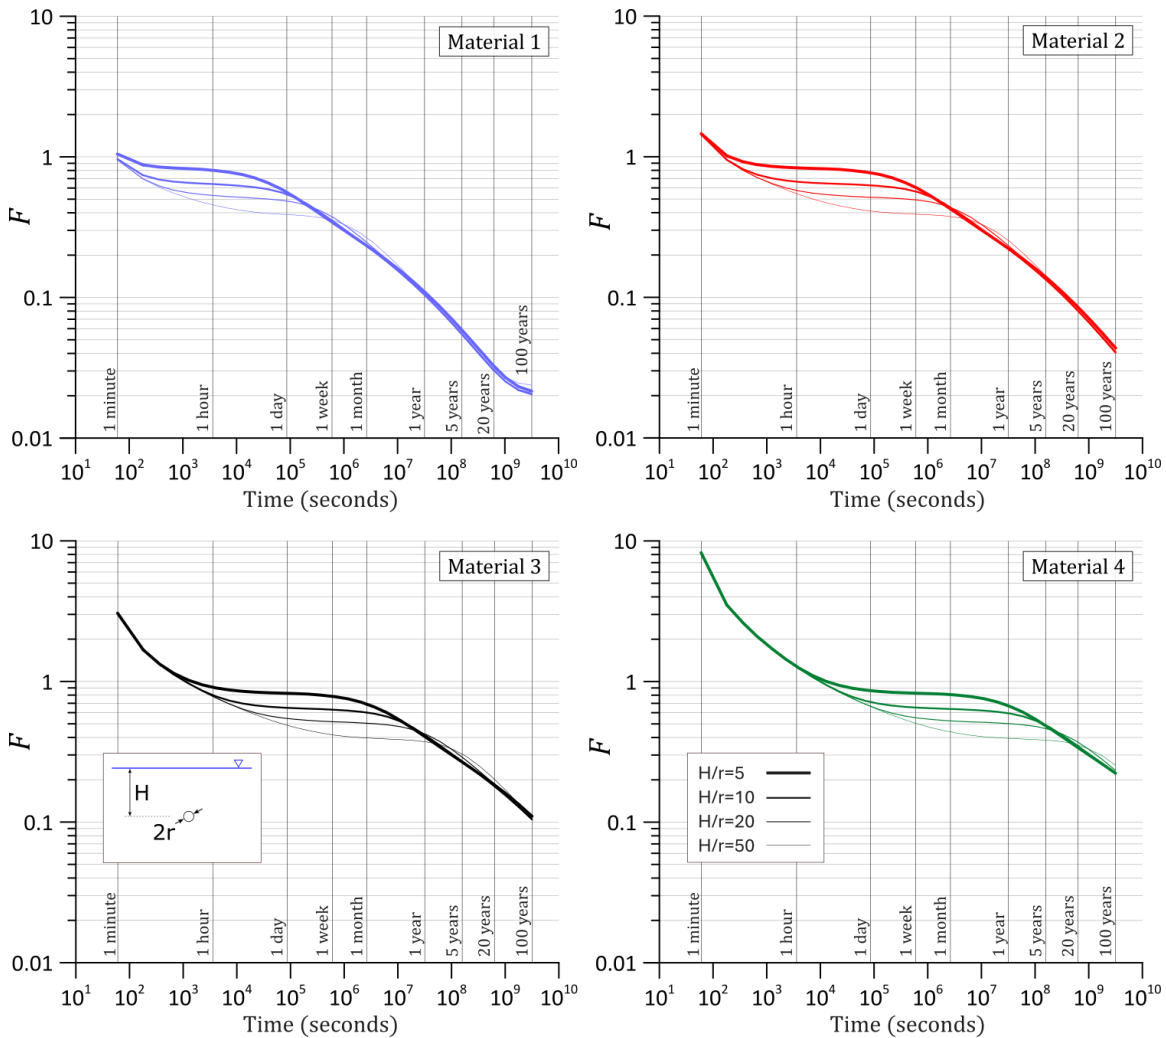 10
1
0.1
0.01
F
Material 1
1 minute
1 hour
1 day
1 week
1 month
1 year
5 years
20 years
100 years
10¹ 10² 10³ 10⁴ 10⁵ 10⁶ 10⁷ 10⁸ 10⁹ 10¹⁰
Time (seconds)
10
1
0.1
0.01
F
Material 2
1 minute
1 hour
1 day
1 week
1 month
1 year
5 years
20 years
100 years
10¹ 10² 10³ 10⁴ 10⁵ 10⁶ 10⁷ 10⁸ 10⁹ 10¹⁰
Time (seconds)
10
1
0.1
0.01
F
Material 3
H
2r
1 minute
1 hour
1 day
1 week
1 month
1 year
5 years
20 years
100 years
10¹ 10² 10³ 10⁴ 10⁵ 10⁶ 10⁷ 10⁸ 10⁹ 10¹⁰
Time (seconds)
10
1
0.1
0.01
F
Material 4
H/r=5
H/r=10
H/r=20
H/r=50
1 minute
1 hour
1 day
1 week
1 month
1 year
5 years
20 years
100 years
10¹ 10² 10³ 10⁴ 10⁵ 10⁶ 10⁷ 10⁸ 10⁹ 10¹⁰
Time (seconds)